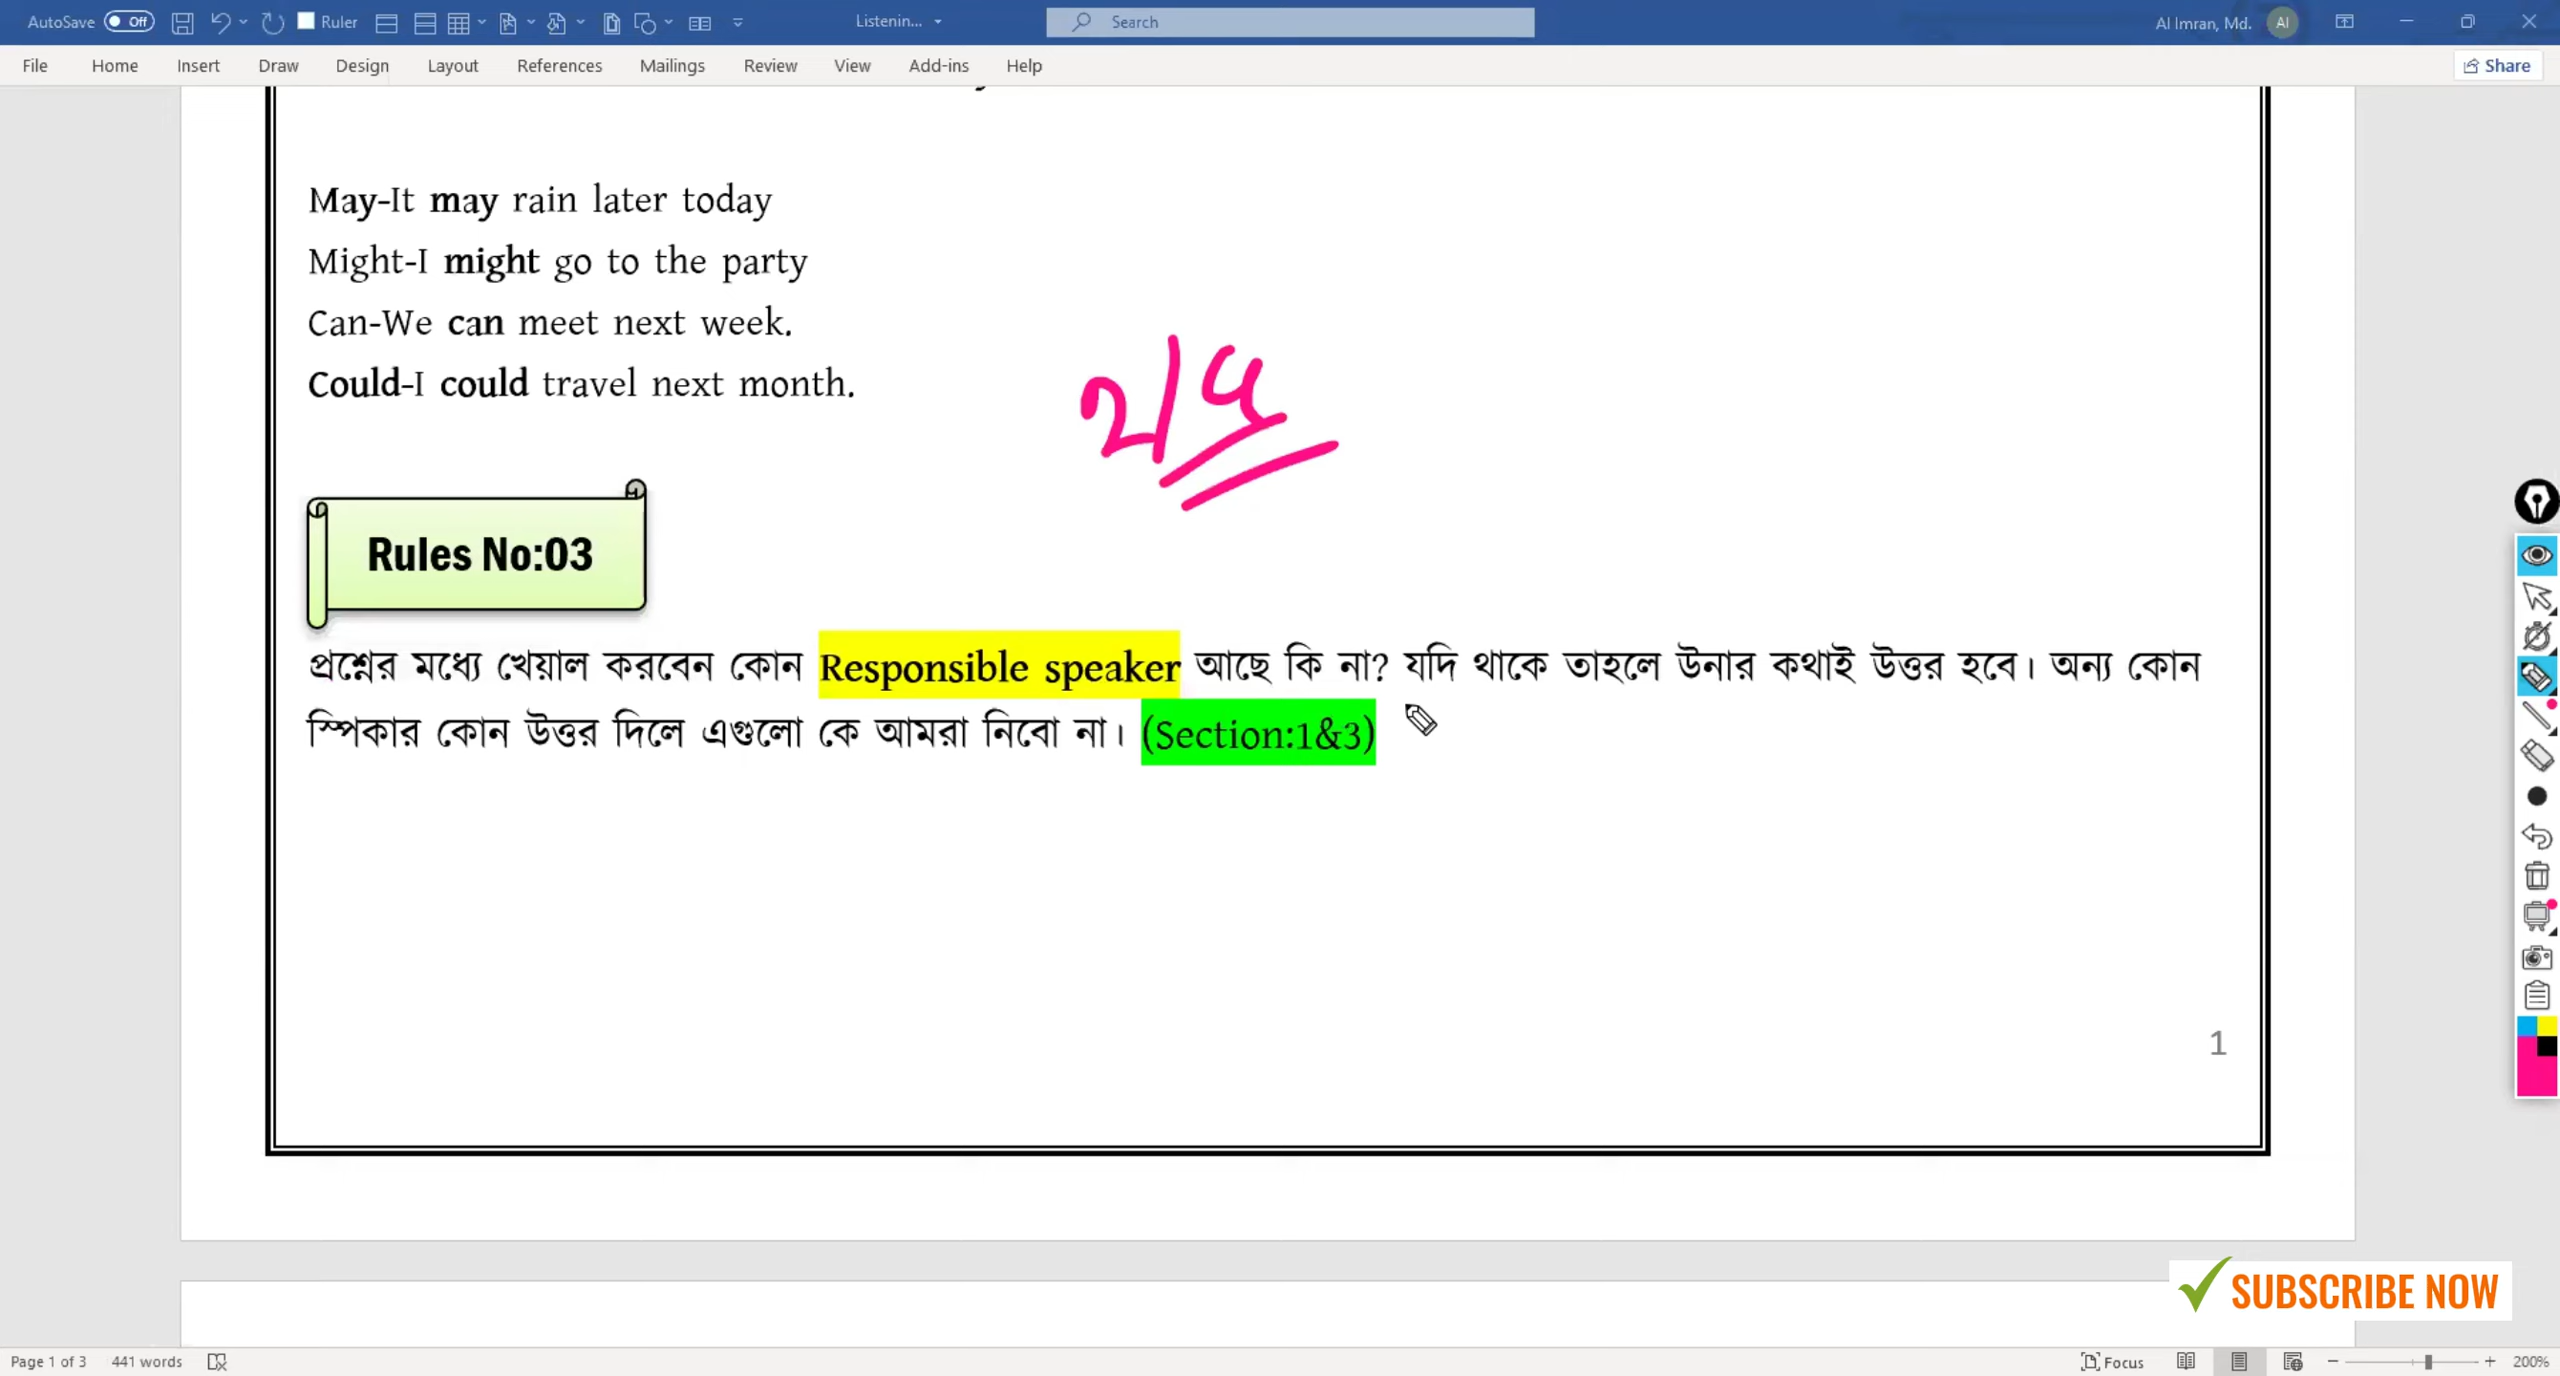 AutoSave Off Ruler Listenin... Search Al Imran, Md. AI
File Home Insert Draw Design Layout References Mailings Review View Add-ins Help Share
May-It may rain later today
Might-I might go to the party
Can-We can meet next week.
Could-I could travel next month.
Rules No:03
প্রশ্নের মধ্যে খেয়াল করবেন কোন Responsible speaker আছে কি না? যদি থাকে তাহলে উনার কথাই উত্তর হবে। অন্য কোন
স্পিকার কোন উত্তর দিলে এগুলো কে আমরা নিবো না। (Section:1&3)
1
SUBSCRIBE NOW
Page 1 of 3 441 words Focus 200%